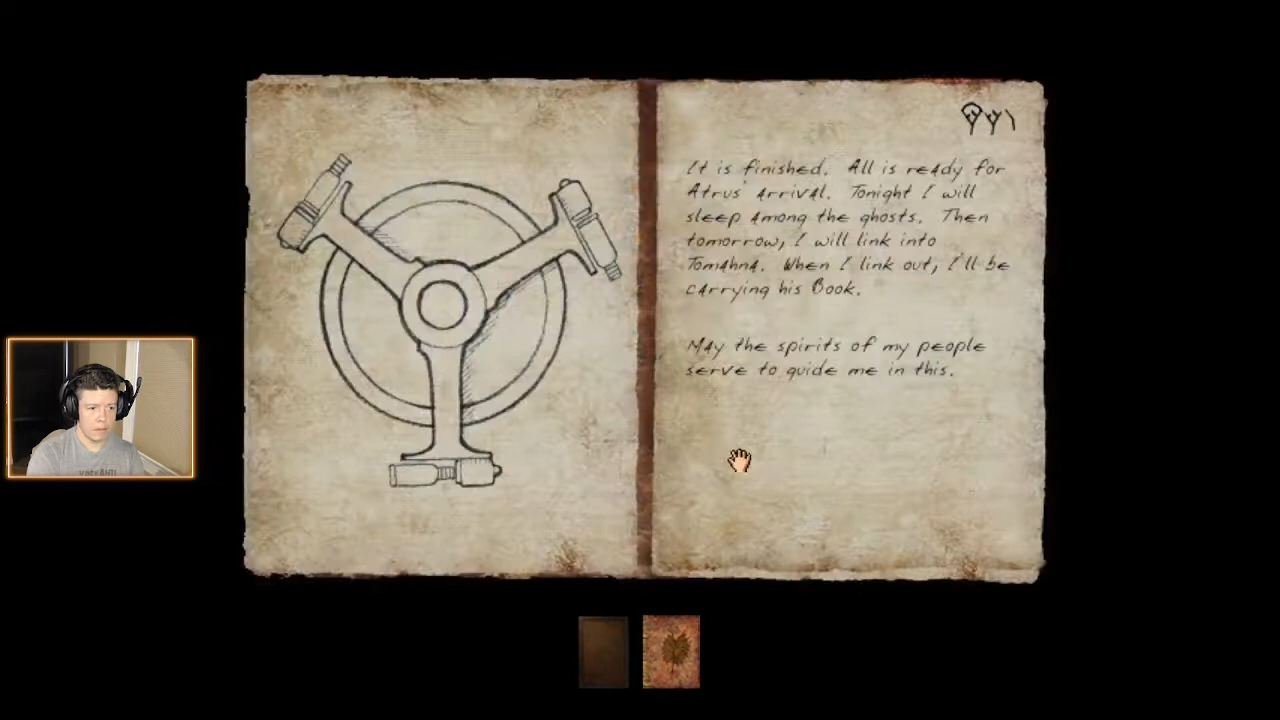 It is finished. All is ready for
Atrus' arrival. Tonight I will
sleep among the ghosts. Then
tomorrow, I will link into
Tomahna. When I link out, I'll be
carrying his Book.
May the spirits of my people
serve to guide me in this.